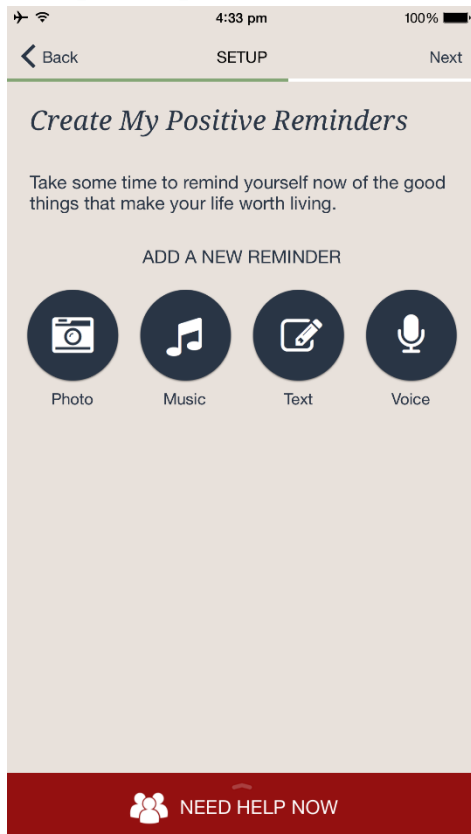 4:33 pm
100%
Back
SETUP
Next
Create My Positive Reminders
Take some time to remind yourself now of the good
things that make your life worth living.
ADD A NEW REMINDER
Photo
Music
Text
Voice
NEED HELP NOW